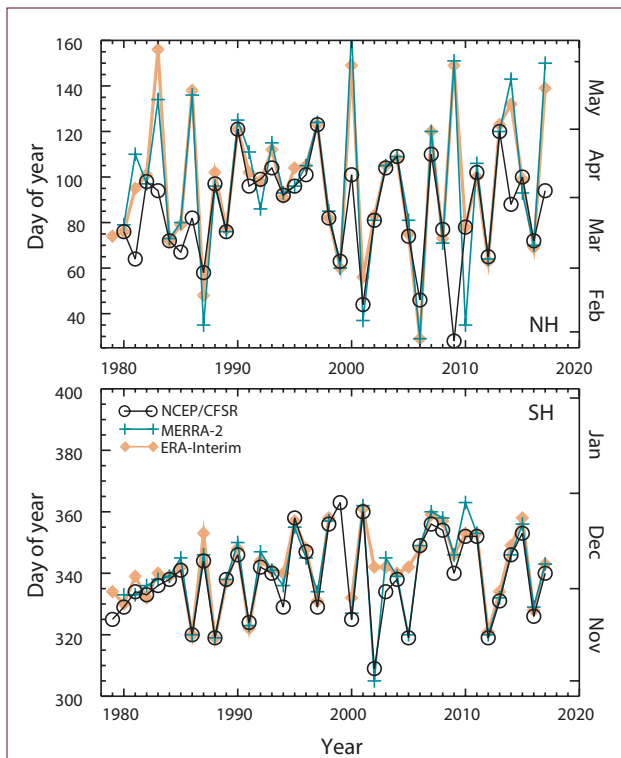 160
140
120
100
80
60
40
Day of year
May
Apr
Mar
Feb
NH
1980
1990
2000
2010
2020
400
380
360
340
320
300
Day of year
NCEP/CFSR
MERRA-2
ERA-Interim
SH
Jan
Dec
Nov
1980
1990
2000
2010
2020
Year